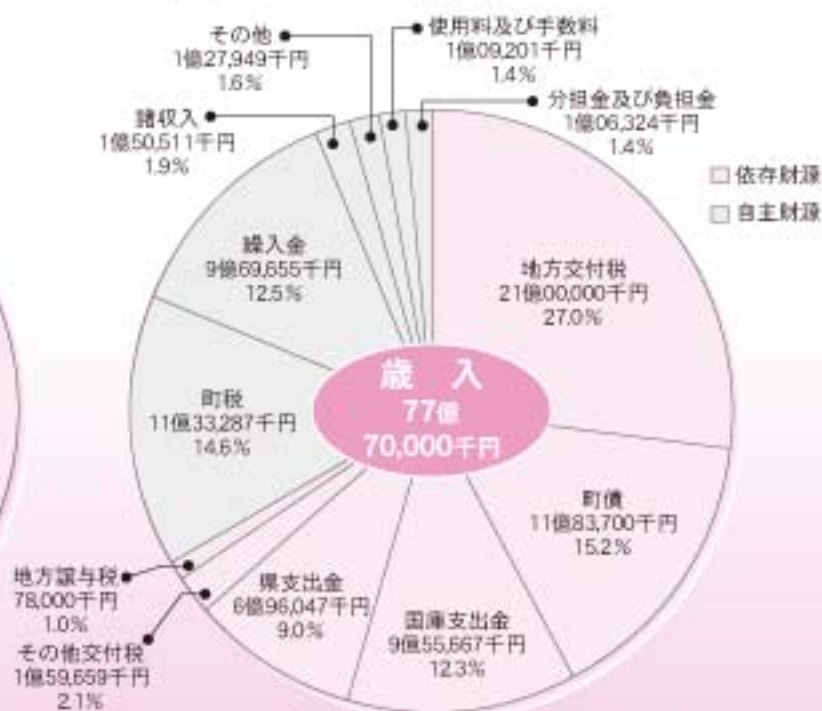 その他
1億27,949千円
1.6%
使用料及び手数料
1億09,201千円
1.4%
諸収入
1億50,511千円
1.9%
分担金及び負担金
1億06,324千円
1.4%
依存財源
自主財源
繰入金
9億69,655千円
12.5%
地方交付税
21億00,000千円
27.0%
歳 入
77億
70,000千円
町税
11億33,287千円
14.6%
町債
11億83,700千円
15.2%
地方譲与税
78,000千円
1.0%
県支出金
6億96,047千円
9.0%
国庫支出金
9億55,667千円
12.3%
その他交付税
1億59,659千円
2.1%